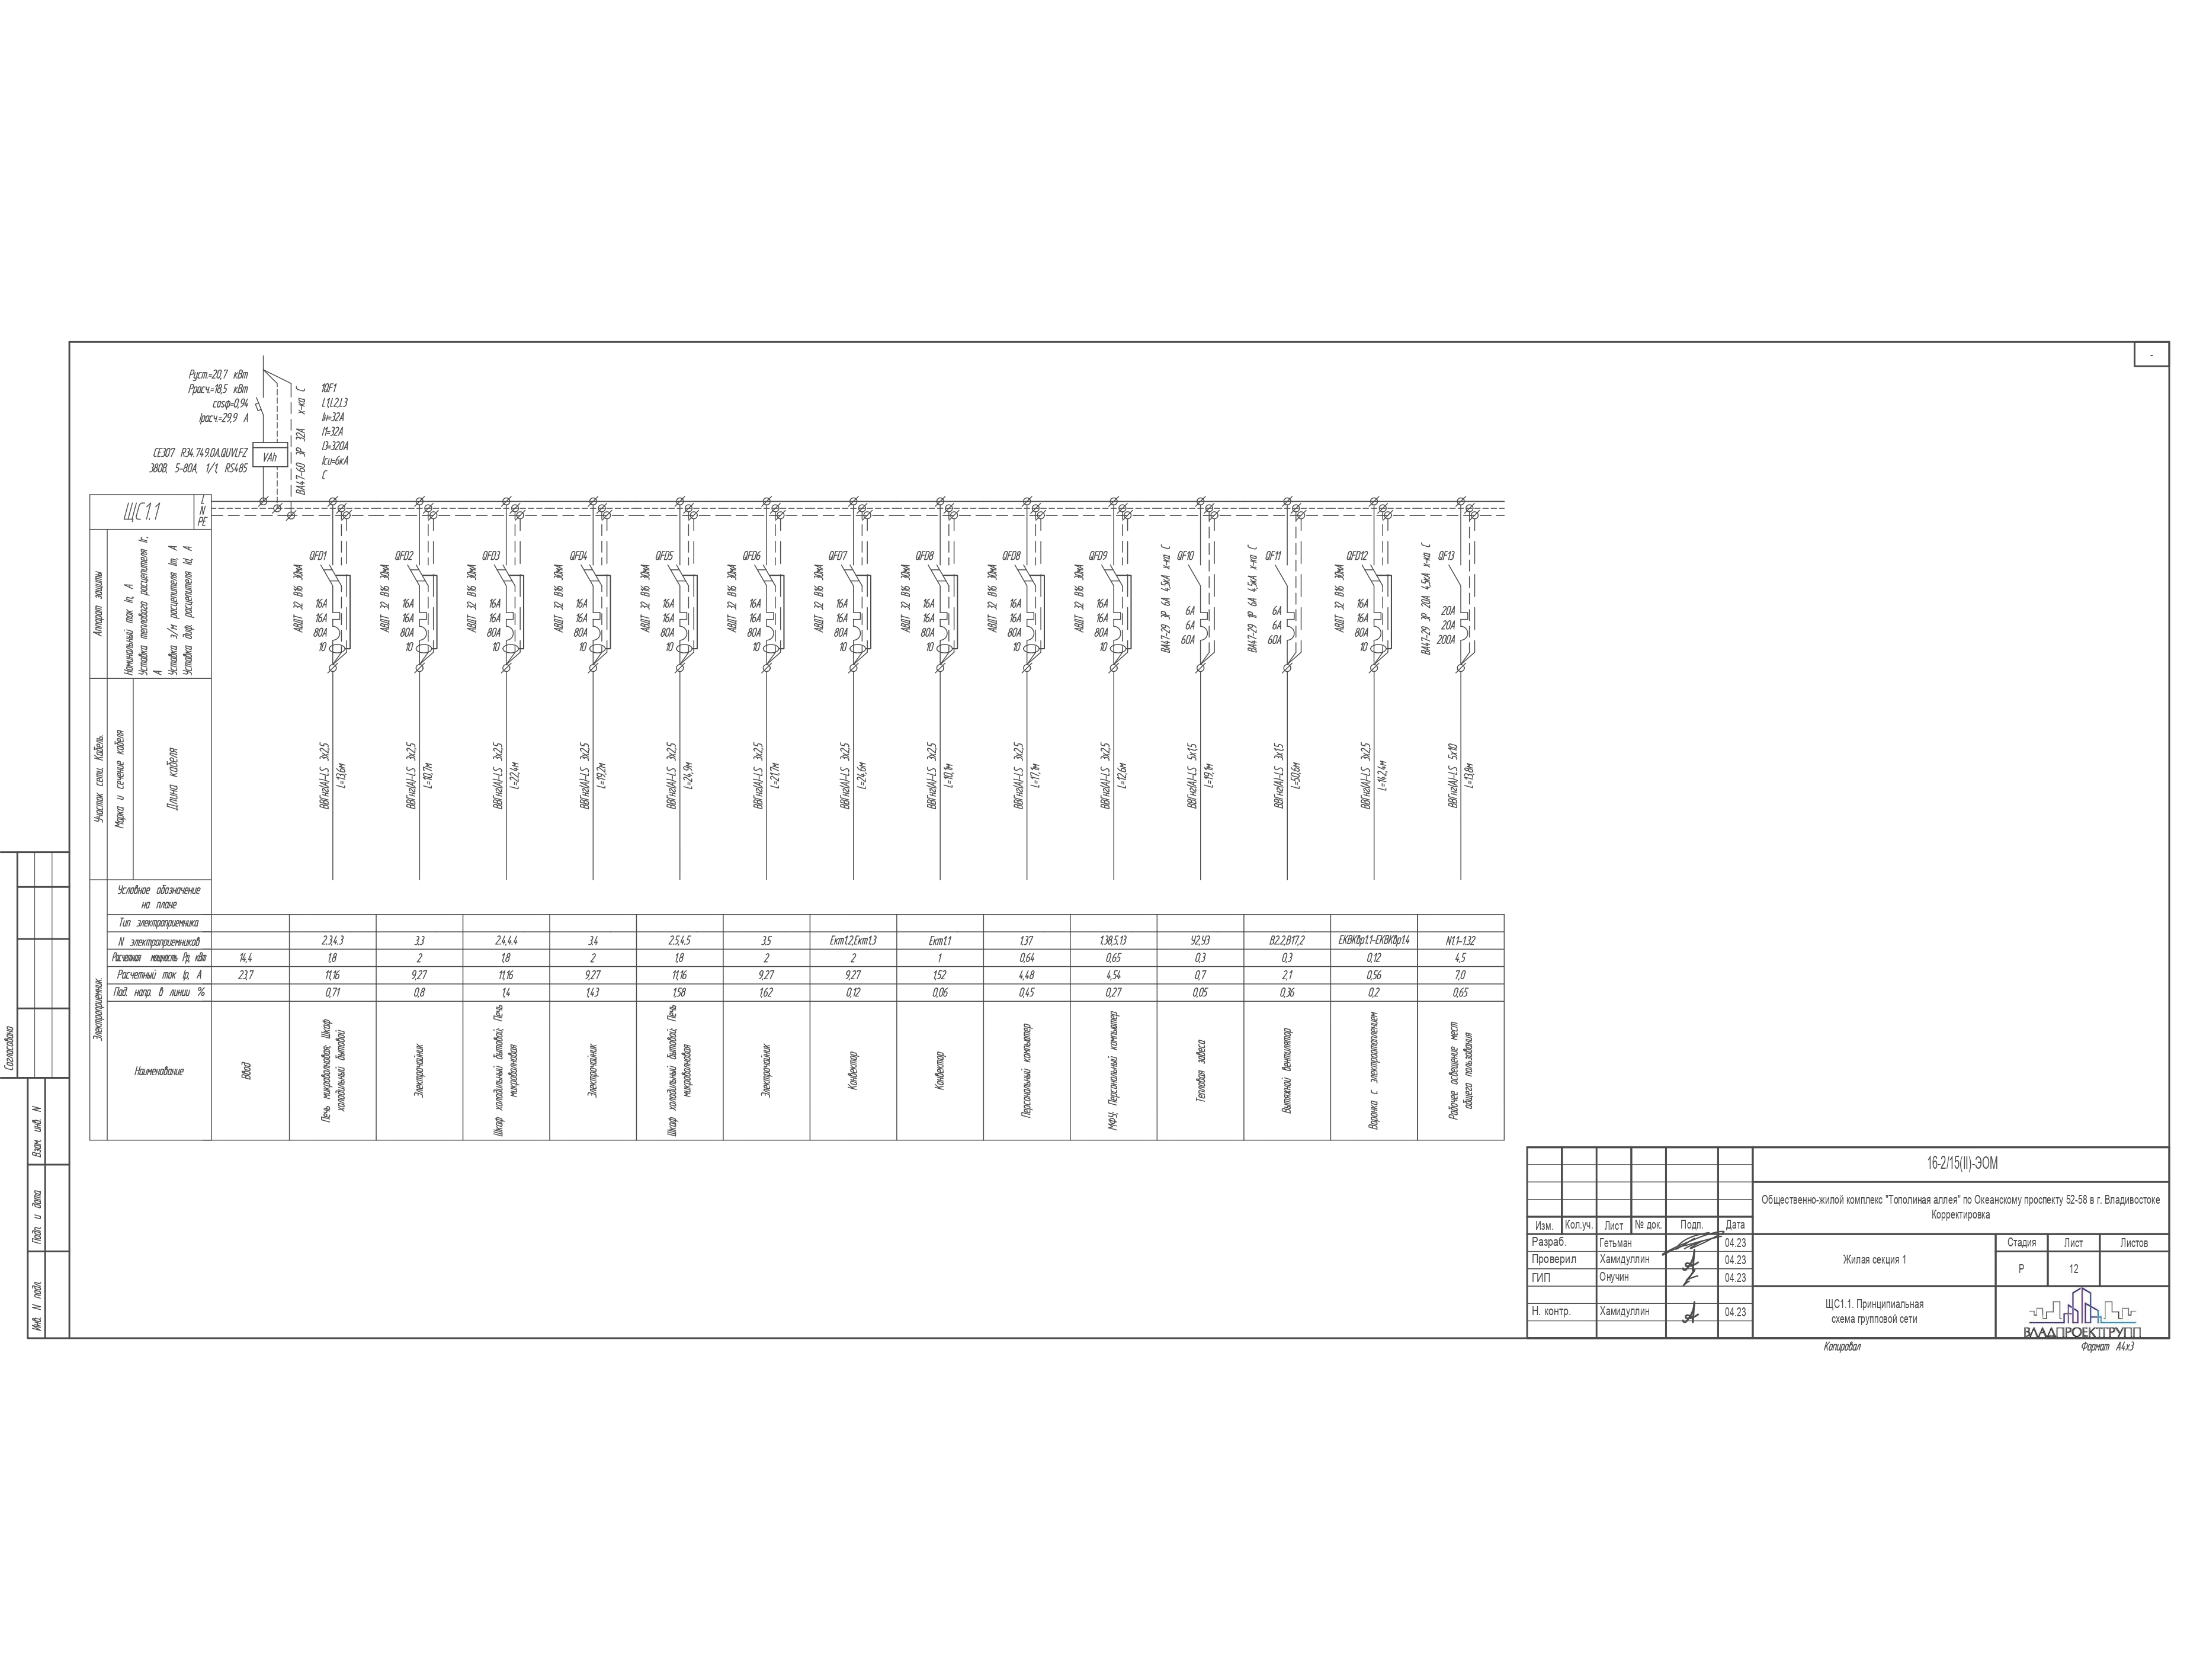 -
Pуст.=20,7 кВт
Pрасч.=18,5 кВт
cosφ=0,94
Iрасч.=29,9 А
CE307 R34.749.OA.QUVLFZ
380В, 5-80А, 1/1, RS485
VAh
ВА47-60 3P 32А х-ка С
1QF1
L1,L2,L3
Iн=32А
I1=32А
I3=320А
Icu=6кА
С
ЩС1.1
L
N
PE
Аппарат защиты
Номинальный ток In, А
Уставка теплового расцепителя Ir,
А
Уставка э/м расцепителя Im, А
Уставка диф. расцепителя Id, А
QFD1
АВДТ 32 В16 30мА
16А
16А
80А
10
QFD2
АВДТ 32 В16 30мА
16А
16А
80А
10
QFD3
АВДТ 32 В16 30мА
16А
16А
80А
10
QFD4
АВДТ 32 В16 30мА
16А
16А
80А
10
QFD5
АВДТ 32 В16 30мА
16А
16А
80А
10
QFD6
АВДТ 32 В16 30мА
16А
16А
80А
10
QFD7
АВДТ 32 В16 30мА
16А
16А
80А
10
QFD8
АВДТ 32 В16 30мА
16А
16А
80А
10
QFD8
АВДТ 32 В16 30мА
16А
16А
80А
10
QFD9
АВДТ 32 В16 30мА
16А
16А
80А
10
QF10
ВА47-29 3P 6А 4,5кА х-ка С
6А
6А
60А
QF11
ВА47-29 1P 6А 4,5кА х-ка С
6А
6А
60А
QFD12
АВДТ 32 В16 30мА
16А
16А
80А
10
QF13
ВА47-29 3P 20А 4,5кА х-ка С
20А
20А
200А
Участок сети Кабель.
Марка и сечение кабеля
Длина кабеля
ВВГнг(А)-LS 3х2,5
L=13,6м
ВВГнг(А)-LS 3х2,5
L=10,7м
ВВГнг(А)-LS 3х2,5
L=22,4м
ВВГнг(А)-LS 3х2,5
L=19,2м
ВВГнг(А)-LS 3х2,5
L=24,9м
ВВГнг(А)-LS 3х2,5
L=21,7м
ВВГнг(А)-LS 3х2,5
L=24,6м
ВВГнг(А)-LS 3х2,5
L=10,1м
ВВГнг(А)-LS 3х2,5
L=17,1м
ВВГнг(А)-LS 3х2,5
L=12,6м
ВВГнг(А)-LS 5х1,5
L=19,1м
ВВГнг(А)-LS 3х1,5
L=50,6м
ВВГнг(А)-LS 3х2,5
L=142,4м
ВВГнг(А)-LS 5х10
L=13,8м
Электроприемник.
Условное обозначение
на плане
Тип электроприемника
N электроприемников 2.3,4.3 3.3 2.4,4.4 3.4 2.5,4.5 3.5 Ект1.2,Ект1.3 Ект1.1 1.37 1.38,5.13 У2,У3 В2.2,В17,2 ЕКВКвр1.1-ЕКВКвр1.4 N1.1-1.32
Расчетная мощность Рр, кВт 14,4 1,8 2 1,8 2 1,8 2 2 1 0,64 0,65 0,3 0,3 0,12 4,5
Расчетный ток Iр, А 23,7 11,16 9,27 11,16 9,27 11,16 9,27 9,27 1,52 4,48 4,54 0,7 2,1 0,56 7,0
Пад. напр. в линии % 0,71 0,8 1,4 1,43 1,58 1,62 0,12 0,06 0,45 0,27 0,05 0,36 0,2 0,65
Наименование
Ввод
Печь микроволновая; Шкаф
холодильный бытовой
Электрочайник
Шкаф холодильный бытовой; Печь
микроволновая
Электрочайник
Шкаф холодильный бытовой; Печь
микроволновая
Электрочайник
Конвектор
Конвектор
Персональный компьютер
МФУ; Персональный компьютер
Тепловая завеса
Вытяжной вентилятор
Воронка с электроотоплением
Рабочее освещение мест
общего пользования
Согласовано
Взам. инв. N
Подп. и дата
Инв. N подл.
16-2/15(II)-ЭОМ
Общественно-жилой комплекс "Тополиная аллея" по Океанскому проспекту 52-58 в г. Владивостоке
Корректировка
Изм. Кол.уч. Лист № док. Подп. Дата
Разраб. Гетьман 04.23
Проверил Хамидуллин 04.23
ГИП Онучин 04.23
Н. контр. Хамидуллин 04.23
Жилая секция 1
Стадия Лист Листов
Р 12
ЩС1.1. Принципиальная
схема групповой сети
ВЛАДПРОЕКТГРУПП
Копировал
Формат А4х3